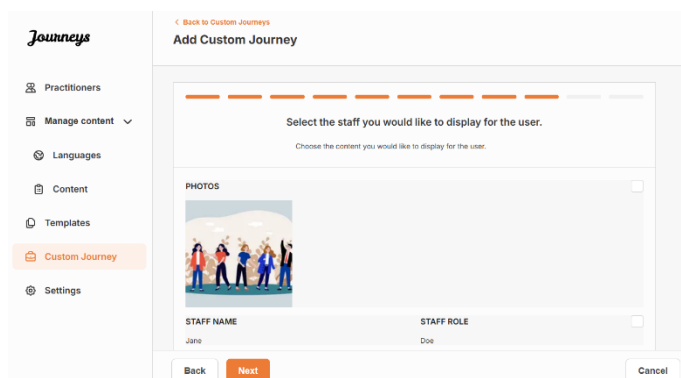 Journeys
< Back to Custom Journeys
Add Custom Journey
Practitioners
Manage content
Languages
Content
Templates
Custom Journey
Settings
Select the staff you would like to display for the user.
Choose the content you would like to display for the user.
PHOTOS
STAFF NAME STAFF ROLE
Jane Doe
Back Next Cancel